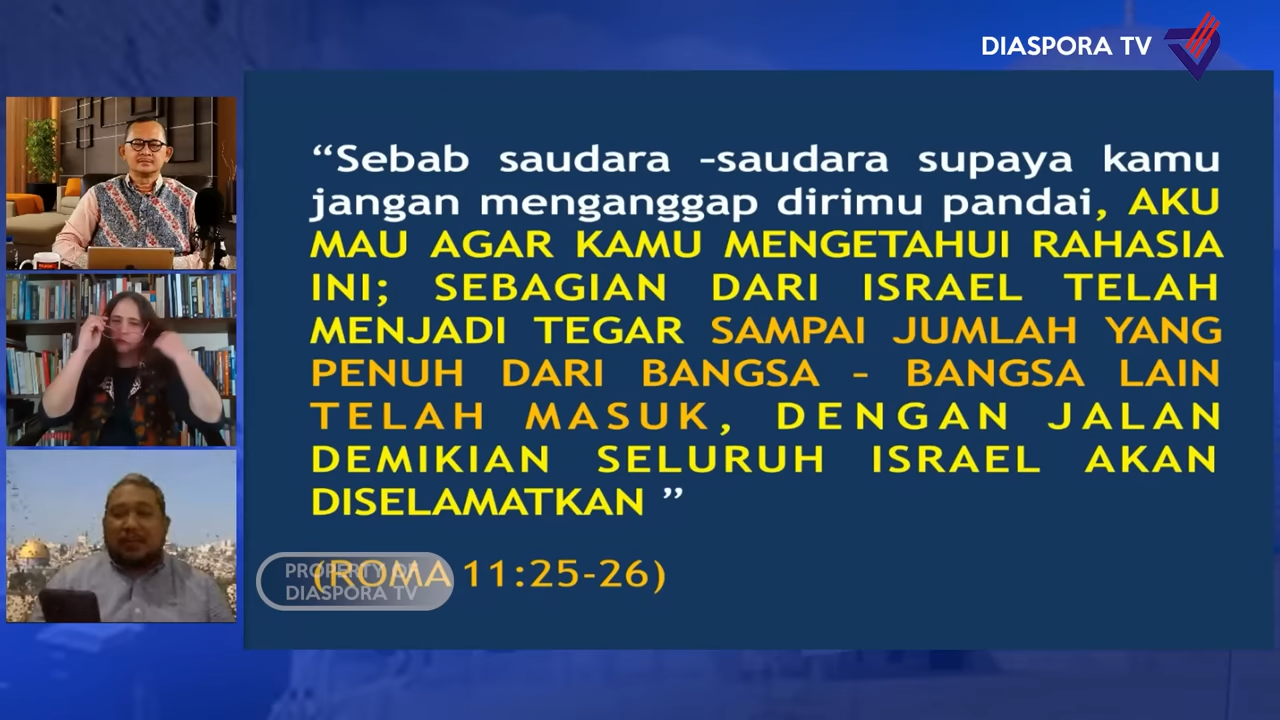 DIASPORA TV
“Sebab saudara -saudara supaya kamu
jangan menganggap dirimu pandai, AKU
MAU AGAR KAMU MENGETAHUI RAHASIA
INI; SEBAGIAN DARI ISRAEL TELAH
MENJADI TEGAR SAMPAI JUMLAH YANG
PENUH DARI BANGSA - BANGSA LAIN
TELAH MASUK, DENGAN JALAN
DEMIKIAN SELURUH ISRAEL AKAN
DISELAMATKAN ”
(ROMA 11:25-26)
PROPERTY OF
DIASPORA TV